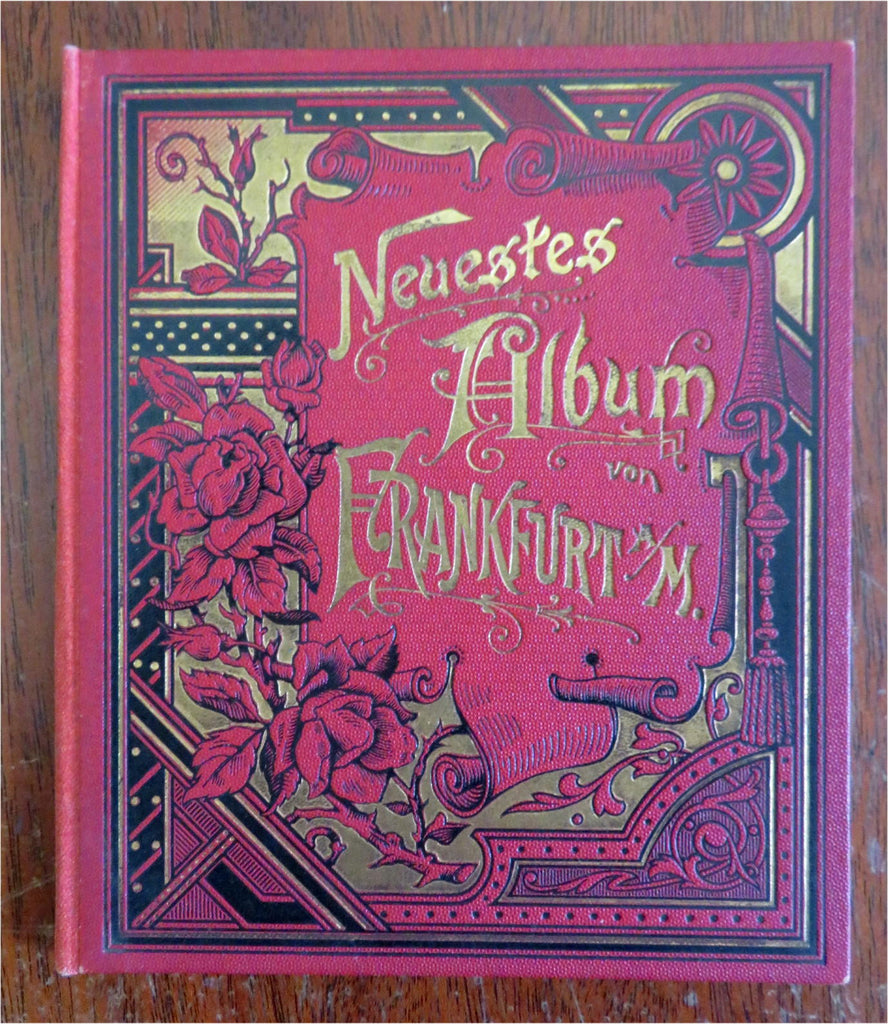 Neuestes
Album
von
FRANKFURT A/M.